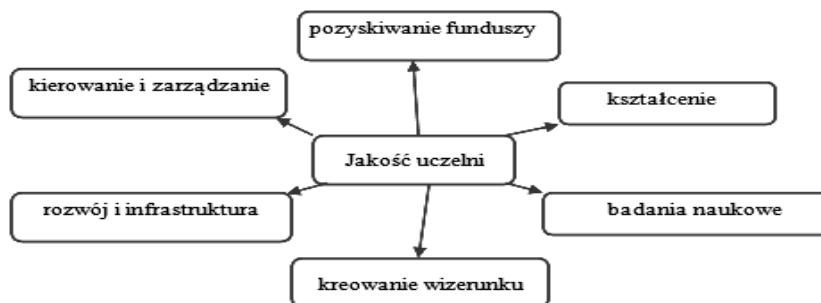 pozyskiwanie funduszy
kierowanie i zarządzanie
kształcenie
Jakość uczelni
rozwój i infrastruktura
badania naukowe
kreowanie wizerunku